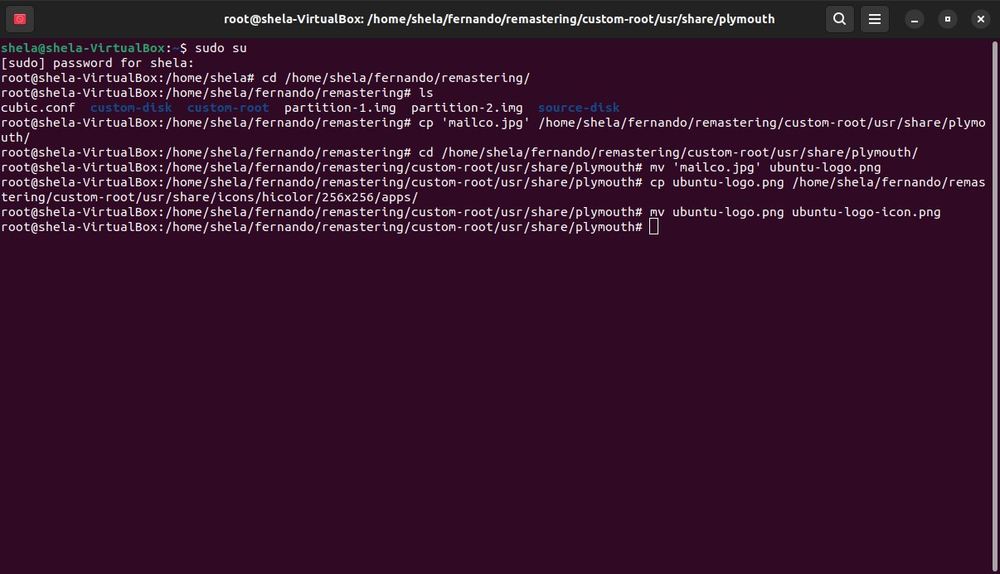 root@shela-VirtualBox: /home/shela/fernando/remastering/custom-root/usr/share/plymouth
shela@shela-VirtualBox:~$ sudo su
[sudo] password for shela:
root@shela-VirtualBox:/home/shela# cd /home/shela/fernando/remastering/
root@shela-VirtualBox:/home/shela/fernando/remastering# ls
cubic.conf  custom-disk  custom-root  partition-1.img  partition-2.img  source-disk
root@shela-VirtualBox:/home/shela/fernando/remastering# cp 'mailco.jpg' /home/shela/fernando/remastering/custom-root/usr/share/plymo
uth/
root@shela-VirtualBox:/home/shela/fernando/remastering# cd /home/shela/fernando/remastering/custom-root/usr/share/plymouth/
root@shela-VirtualBox:/home/shela/fernando/remastering/custom-root/usr/share/plymouth# mv 'mailco.jpg' ubuntu-logo.png
root@shela-VirtualBox:/home/shela/fernando/remastering/custom-root/usr/share/plymouth# cp ubuntu-logo.png /home/shela/fernando/remas
tering/custom-root/usr/share/icons/hicolor/256x256/apps/
root@shela-VirtualBox:/home/shela/fernando/remastering/custom-root/usr/share/plymouth# mv ubuntu-logo.png ubuntu-logo-icon.png
root@shela-VirtualBox:/home/shela/fernando/remastering/custom-root/usr/share/plymouth#